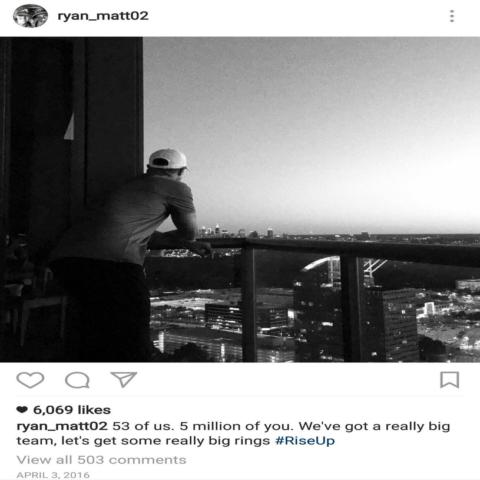 ryan_matt02
6,069 likes
ryan_matt02 53 of us. 5 million of you. We've got a really big
team, let's get some really big rings #RiseUp
View all 503 comments
APRIL 3, 2016